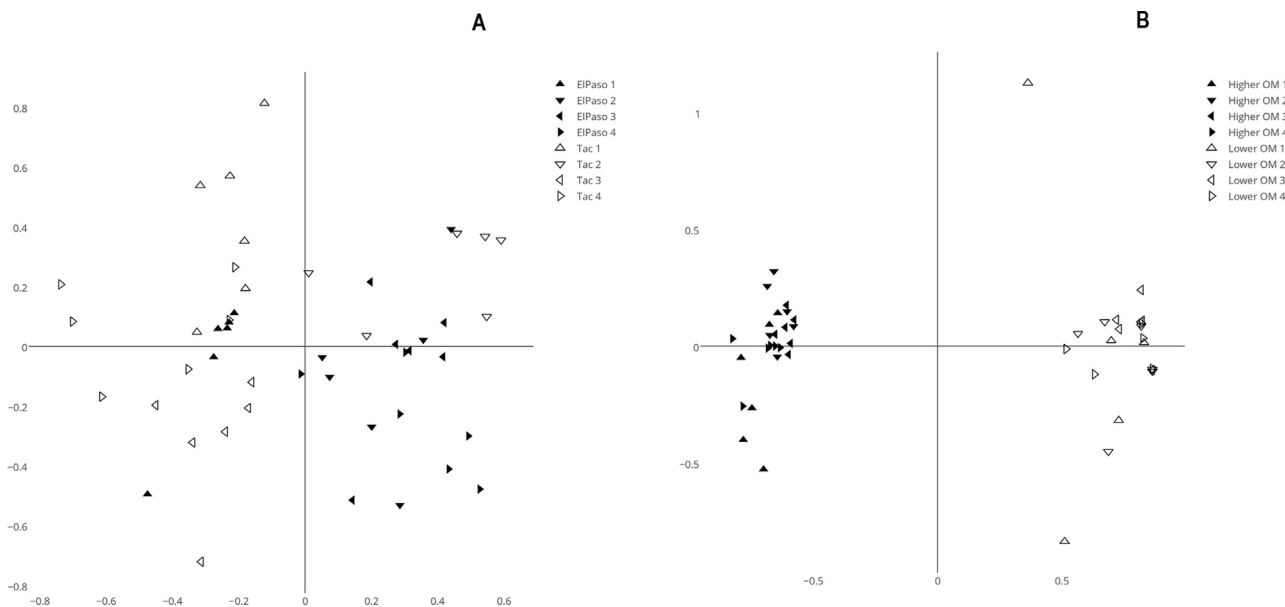 A
0.8
0.6
0.4
0.2
0
−0.2
−0.4
−0.6
−0.8
−0.8
−0.6
−0.4
−0.2
0
0.2
0.4
0.6
ElPaso 1
ElPaso 2
ElPaso 3
ElPaso 4
Tac 1
Tac 2
Tac 3
Tac 4
B
1
0.5
0
−0.5
−0.5
0
0.5
Higher OM 1
Higher OM 2
Higher OM 3
Higher OM 4
Lower OM 1
Lower OM 2
Lower OM 3
Lower OM 4